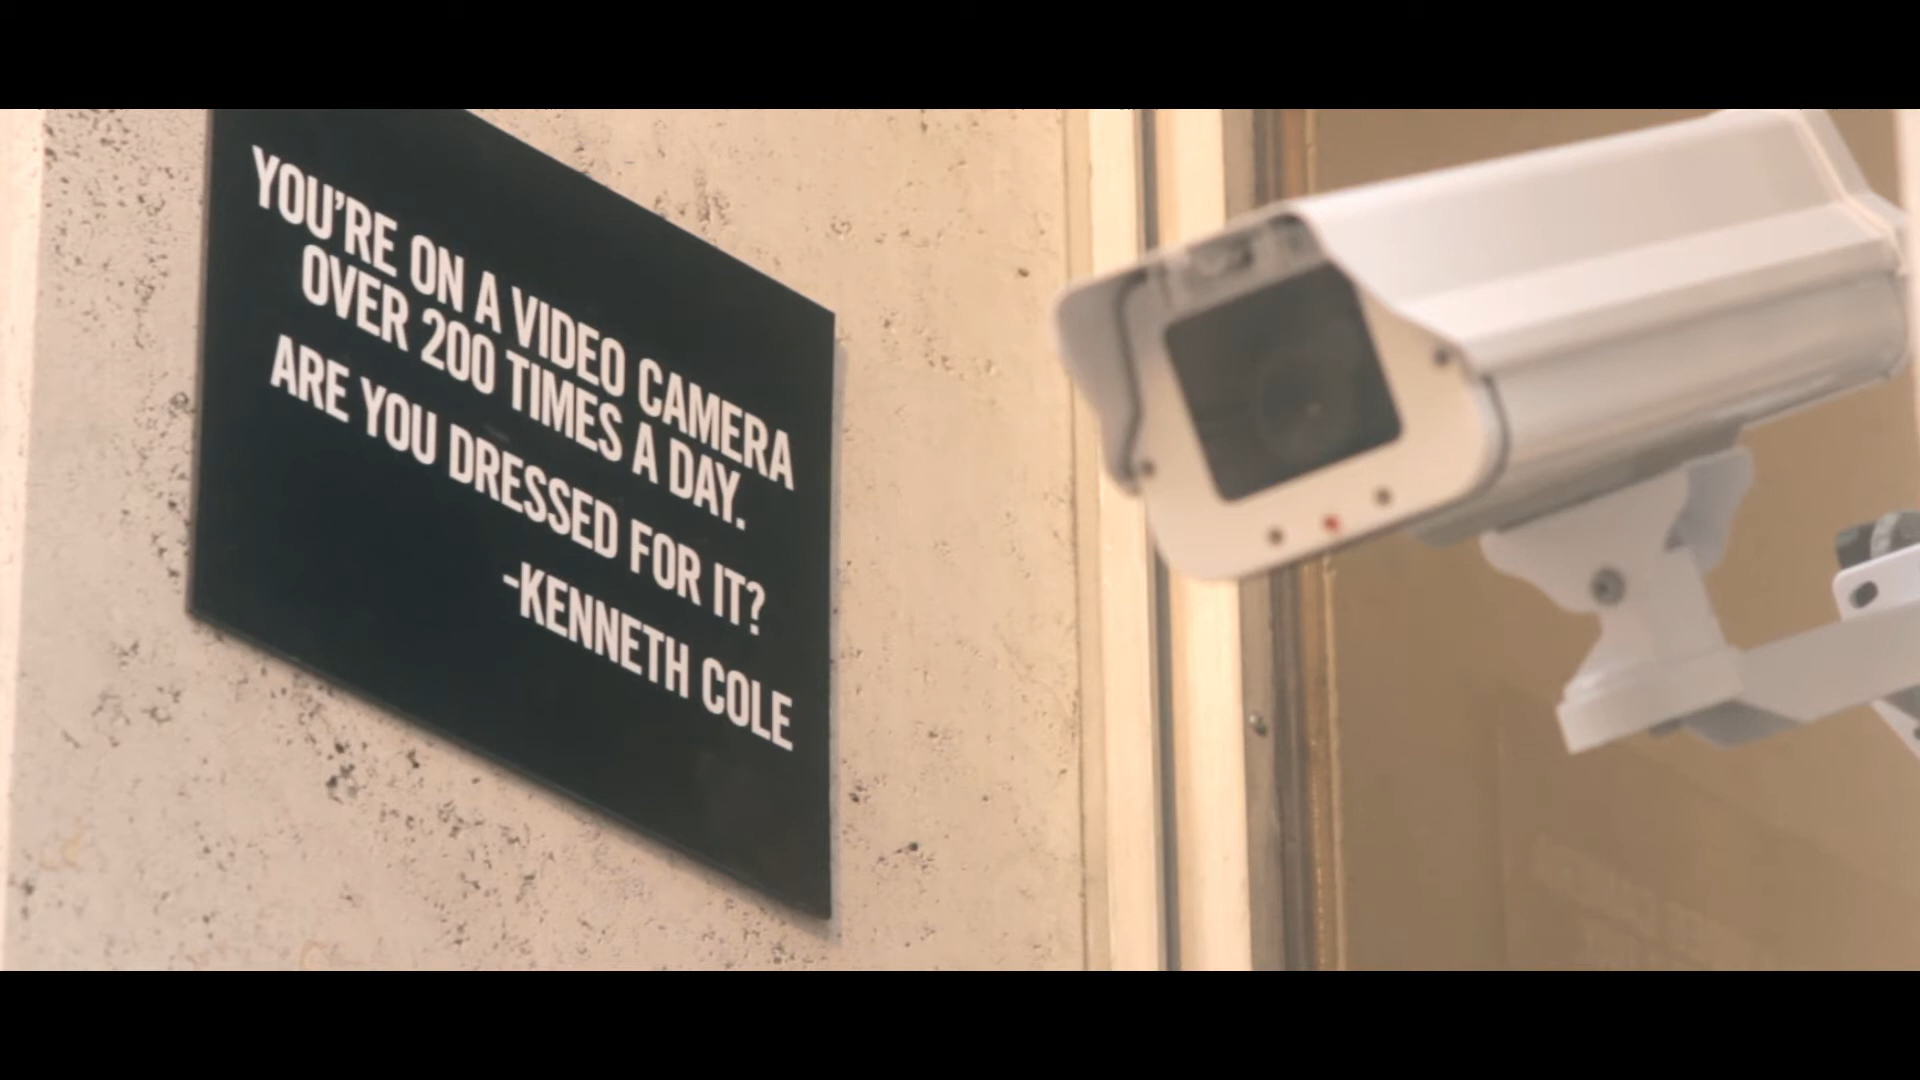 YOU'RE ON A VIDEO CAMERA
OVER 200 TIMES A DAY.
ARE YOU DRESSED FOR IT?
-KENNETH COLE